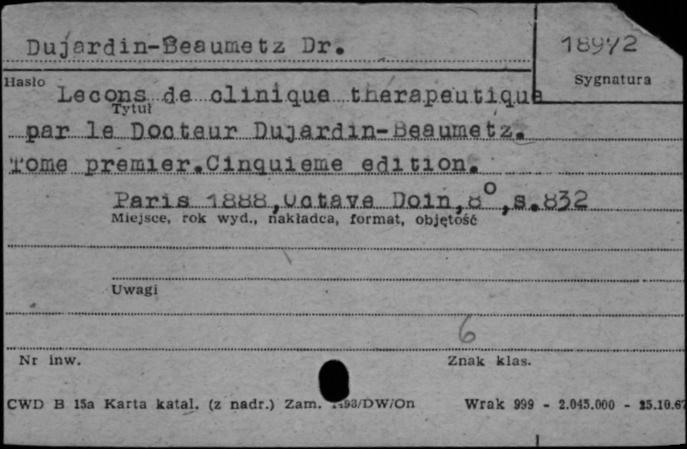 Dujardin-Beaumetz Dr.
Sygnatura
Hasło
Lecons de clinique therapeutique
Tytuł
par le Docteur Dujardin-Beaumetz.
Tome premier.Cinquieme edition.
Paris 1888,Octave Doin,8°,s.832
Miejsce, rok wyd., nakładca, format, objętość
Uwagi
6
Nr inw.
Znak klas.
CWD B 15a Karta katal. (z nadr.) Zam. Wrak 999 - 2.045.000 -